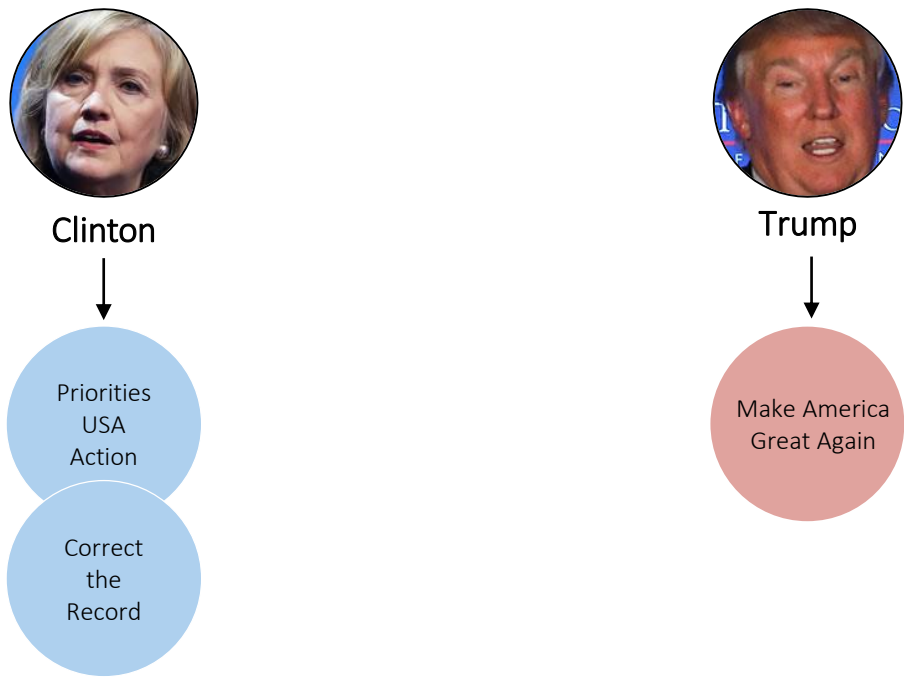 Clinton
Trump
Priorities
USA
Action
Make America
Great Again
Correct
the
Record